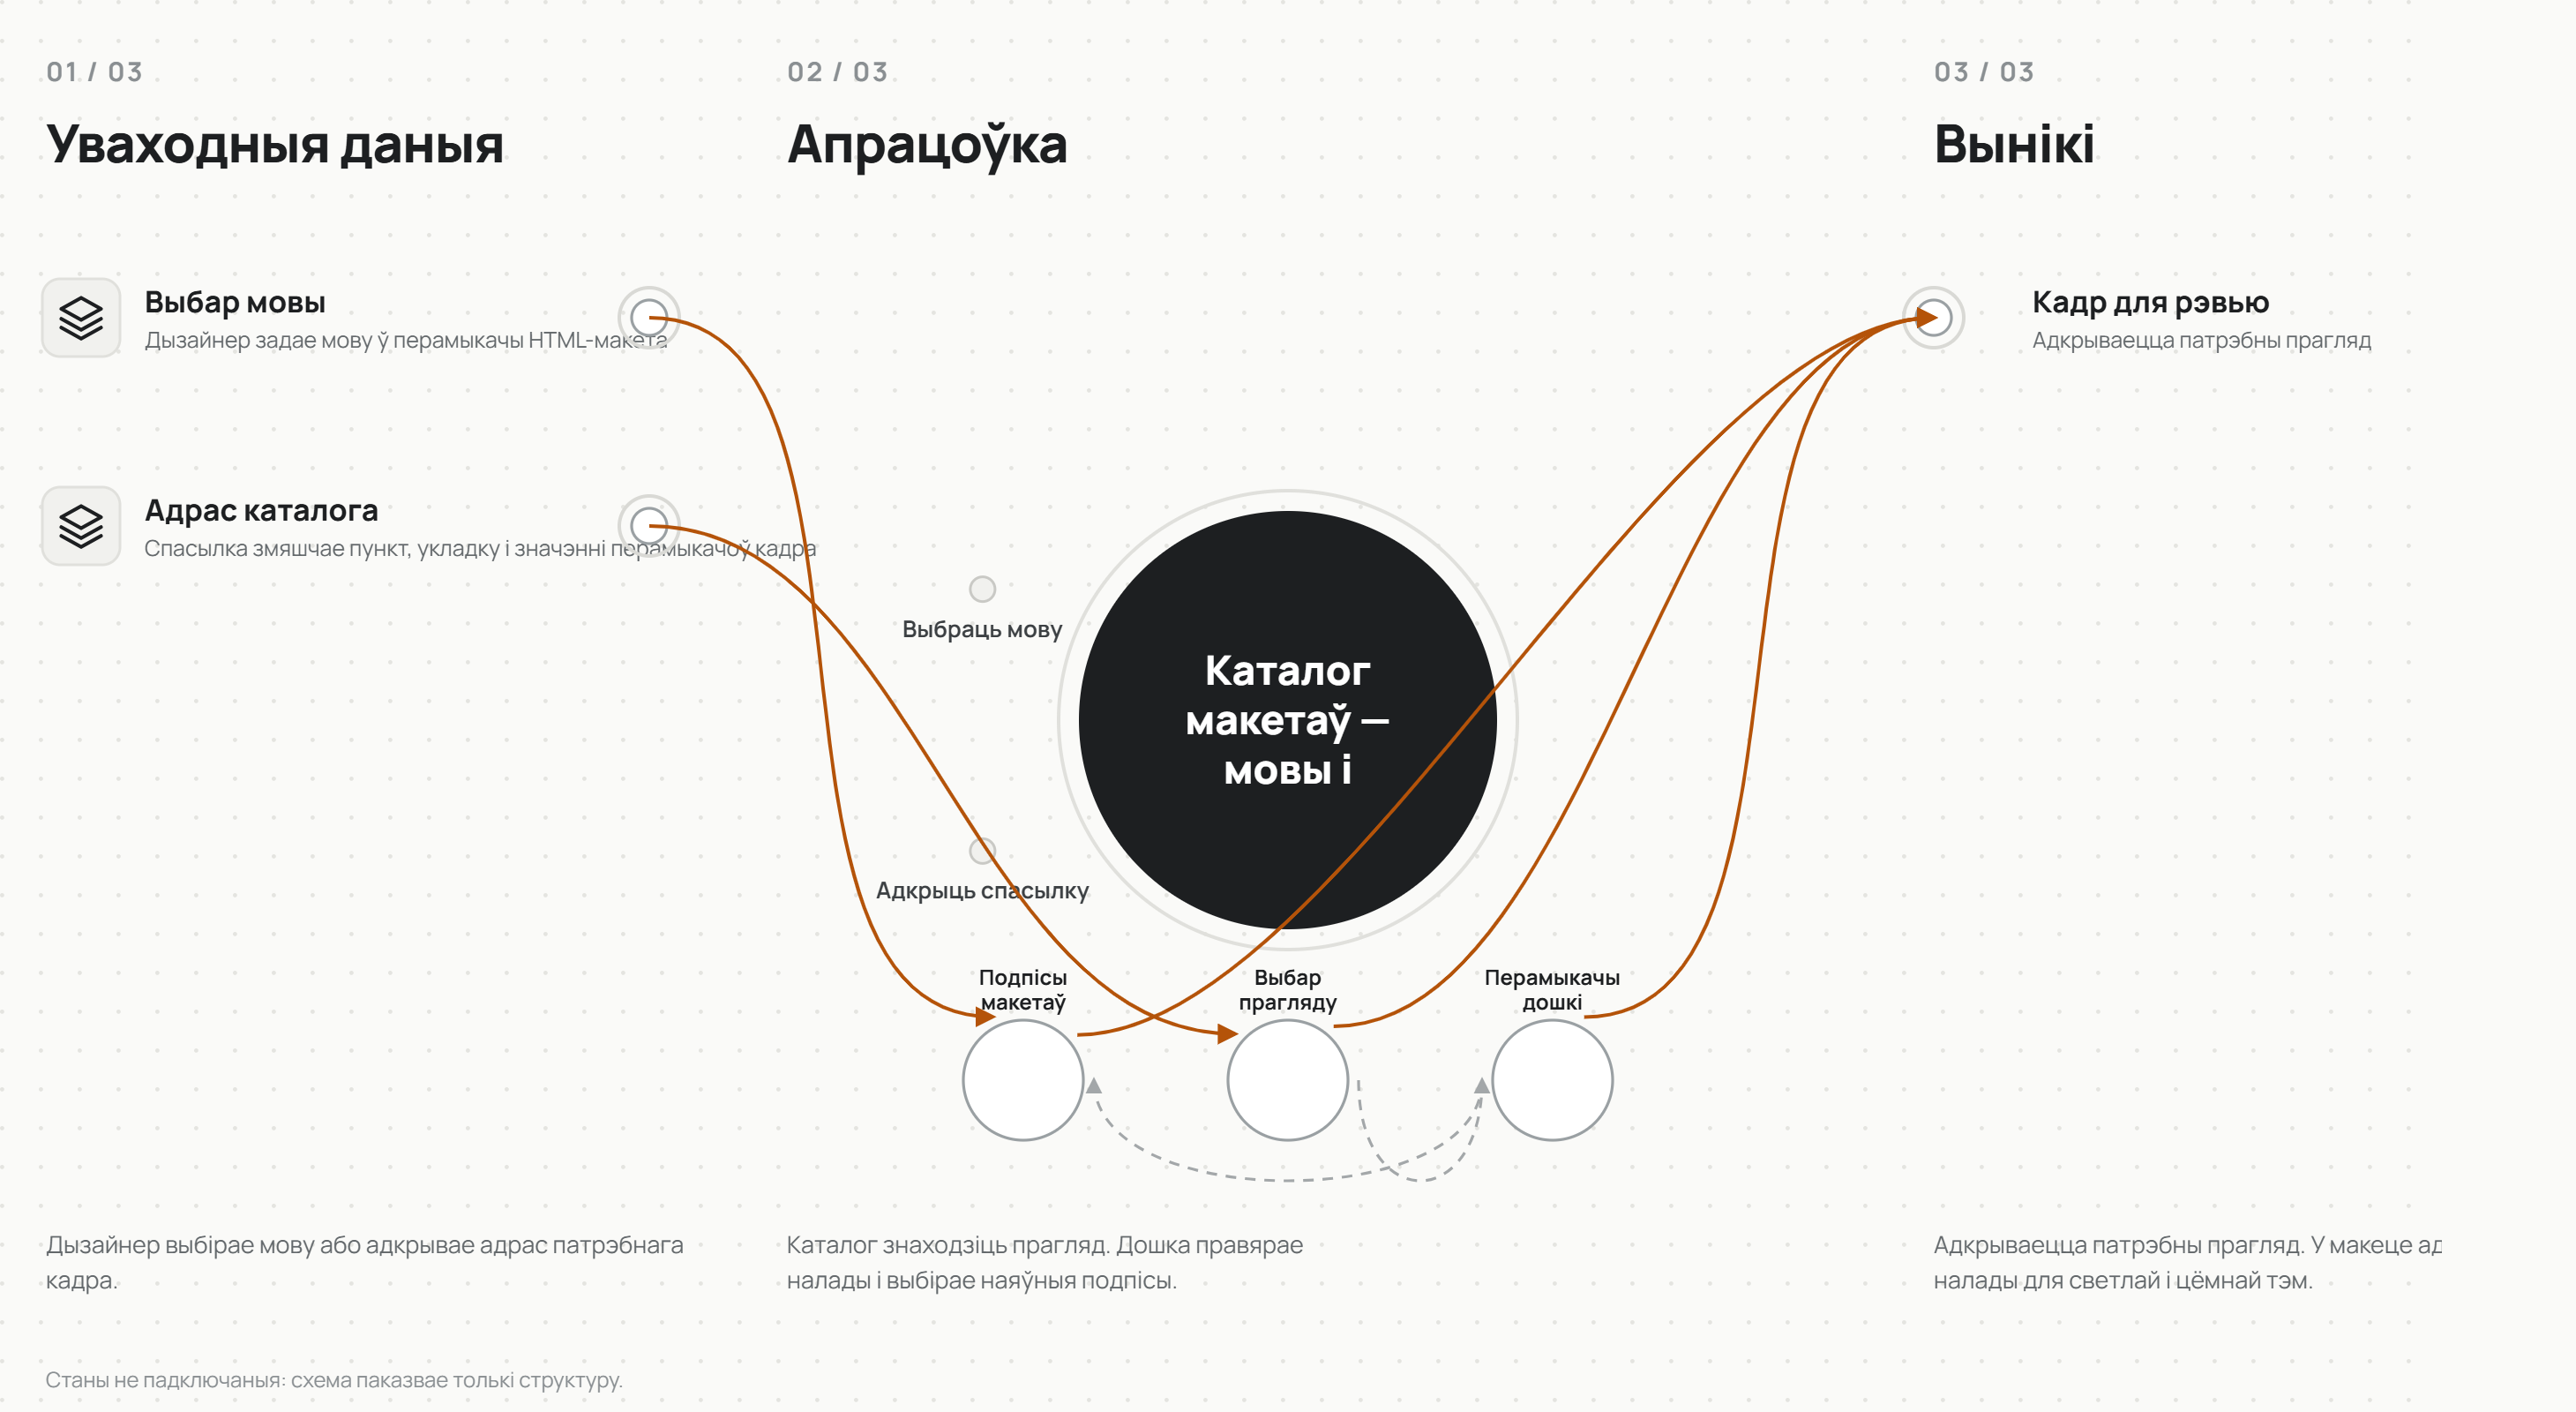 01 / 03
Уваходныя даныя
Выбар мовы
Дызайнер задае мову ў перамыкачы HTML-макета
Адрас каталога
Спасылка змяшчае пункт, укладку і значэнні перамыкачоў кадра
02 / 03
Апрацоўка
Выбраць мову
Адкрыць спасылку
Каталог
макетаў —
мовы і
Подпісы
макетаў
Выбар
прагляду
Перамыкачы
дошкі
03 / 03
Вынікі
Кадр для рэвью
Адкрываецца патрэбны прагляд
Дызайнер выбірае мову або адкрывае адрас патрэбнага
кадра.
Каталог знаходзіць прагляд. Дошка правярае
налады і выбірае наяўныя подпісы.
Адкрываецца патрэбны прагляд. У макеце ад
налады для светлай і цёмнай тэм.
Станы не падключаныя: схема паказвае толькі структуру.